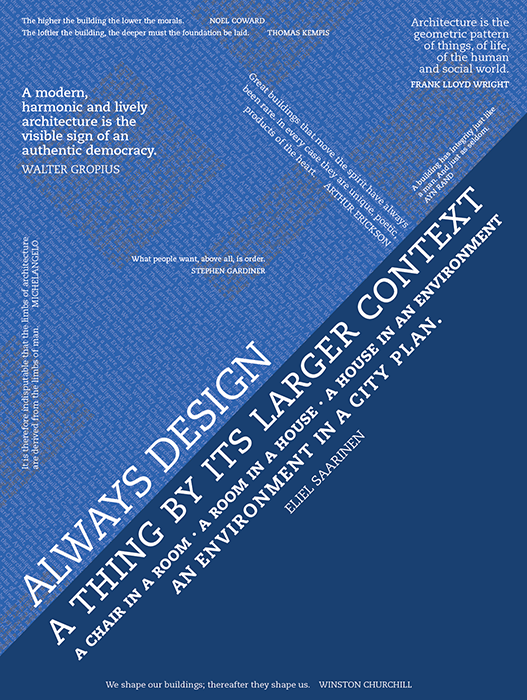 The higher the building the lower the morals. NOEL COWARD
The loftier the building, the deeper must the foundation be laid. THOMAS KEMPIS
Architecture is the
geometric pattern
of things, of life,
of the human
and social world.
FRANK LLOYD WRIGHT
A modern,
harmonic and lively
architecture is the
visible sign of an
authentic democracy.
WALTER GROPIUS
Great buildings that move the spirit have always
been rare. In every case they are unique, poetic,
products of the heart.
ARTHUR ERICKSON
A building has integrity just like
a man. And just as seldom.
AYN RAND
What people want, above all, is order.
STEPHEN GARDINER
It is therefore indisputable that the limbs of architecture
are derived from the limbs of man. MICHELANGELO
ALWAYS DESIGN
A THING BY ITS LARGER CONTEXT
A CHAIR IN A ROOM · A ROOM IN A HOUSE · A HOUSE IN AN ENVIRONMENT
AN ENVIRONMENT IN A CITY PLAN.
ELIEL SAARINEN
We shape our buildings; thereafter they shape us. WINSTON CHURCHILL